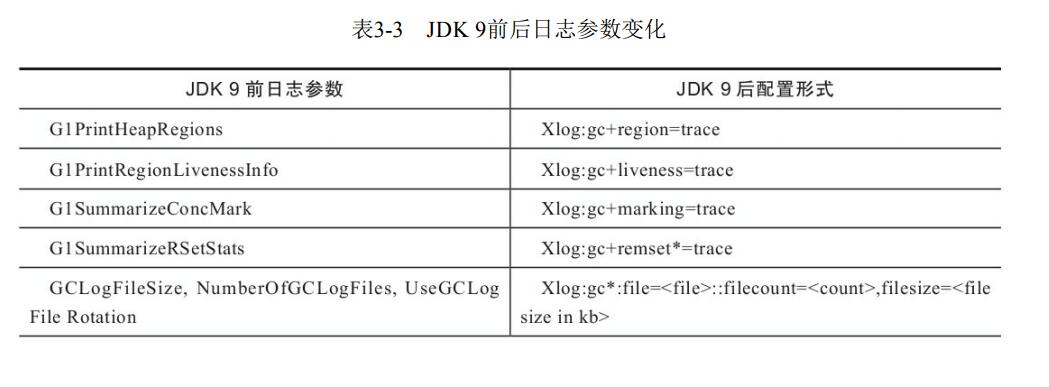 表3-3 JDK 9前后日志参数变化
JDK 9 前日志参数 JDK 9 后配置形式
G1PrintHeapRegions Xlog:gc+region=trace
G1PrintRegionLivenessInfo Xlog:gc+liveness=trace
G1SummarizeConcMark Xlog:gc+marking=trace
G1SummarizeRSetStats Xlog:gc+remset*=trace
GCLogFileSize, NumberOfGCLogFiles, UseGCLog Xlog:gc*:file=<file>::filecount=<count>,filesize=<file
File Rotation size in kb>